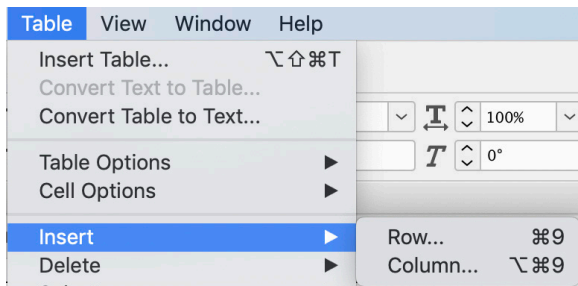 Table View Window Help
Insert Table... ⌥⇧⌘T
Convert Text to Table...
Convert Table to Text...
T 100%
Table Options ▶
T 0°
Cell Options ▶
Insert ▶ Row... ⌘9
Delete ▶ Column... ⌥⌘9